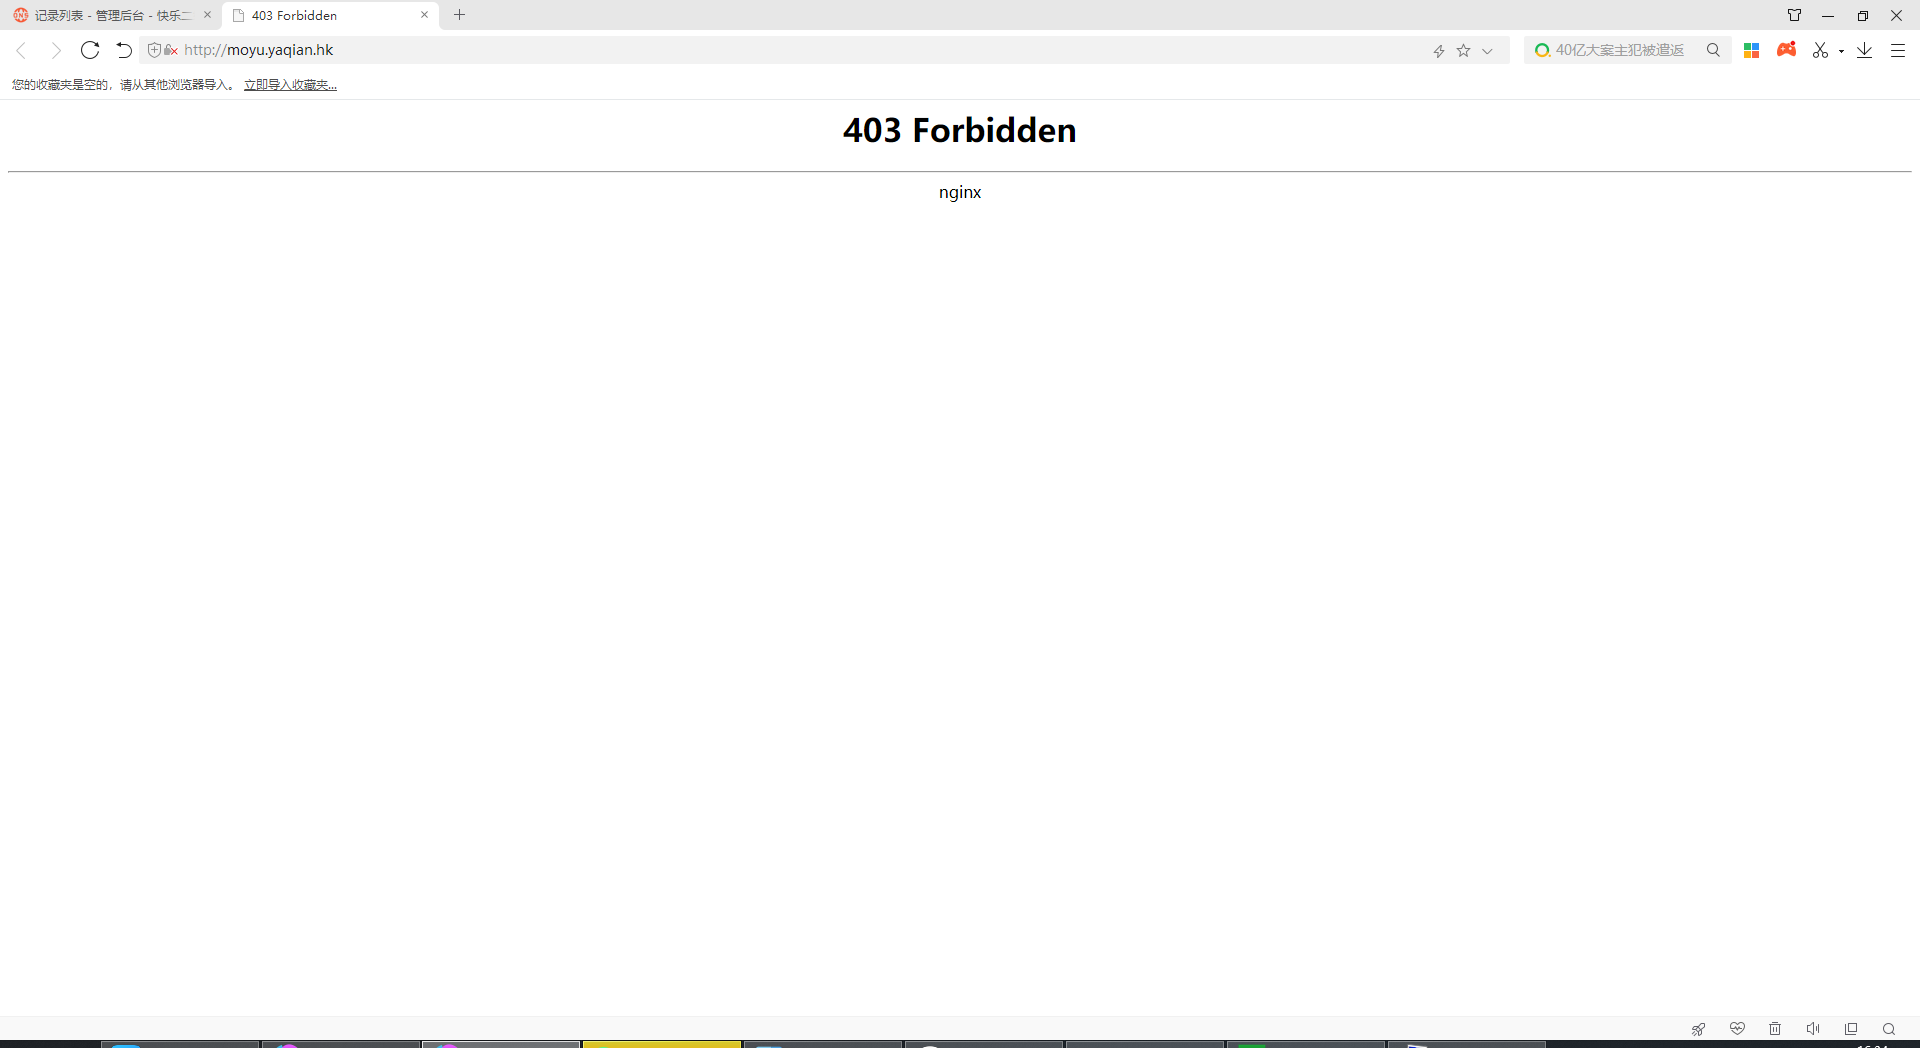 记录列表 - 管理后台 - 快乐二
403 Forbidden
http://moyu.yaqian.hk
40亿大案主犯被遣返
您的收藏夹是空的，请从其他浏览器导入。 立即导入收藏夹...
403 Forbidden
nginx